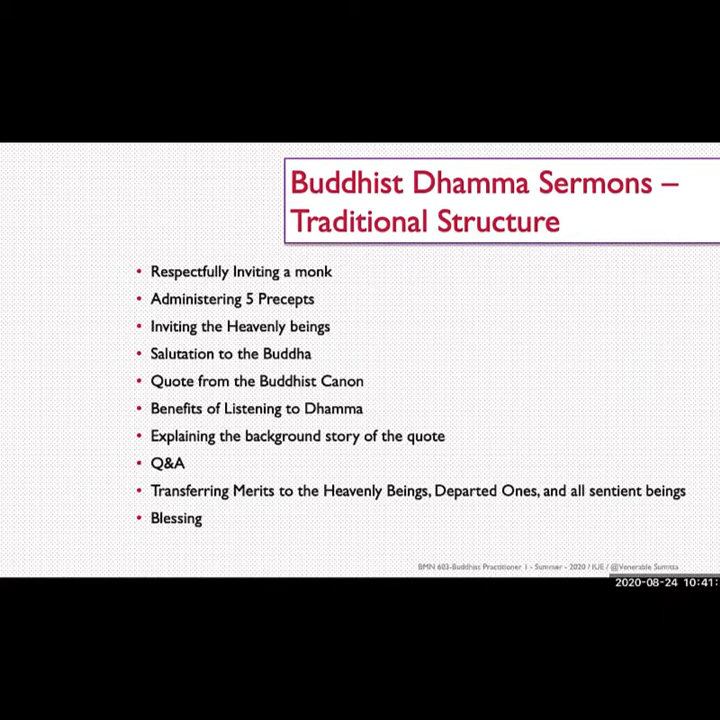 Buddhist Dhamma Sermons –
Traditional Structure
• Respectfully Inviting a monk
• Administering 5 Precepts
• Inviting the Heavenly beings
• Salutation to the Buddha
• Quote from the Buddhist Canon
• Benefits of Listening to Dhamma
• Explaining the background story of the quote
• Q&A
• Transferring Merits to the Heavenly Beings, Departed Ones, and all sentient beings
• Blessing
BMN 603-Buddhist Practitioner 1 - Summer - 2020 / IUE / @Venerable Sumitta
2020-08-24 10:41: